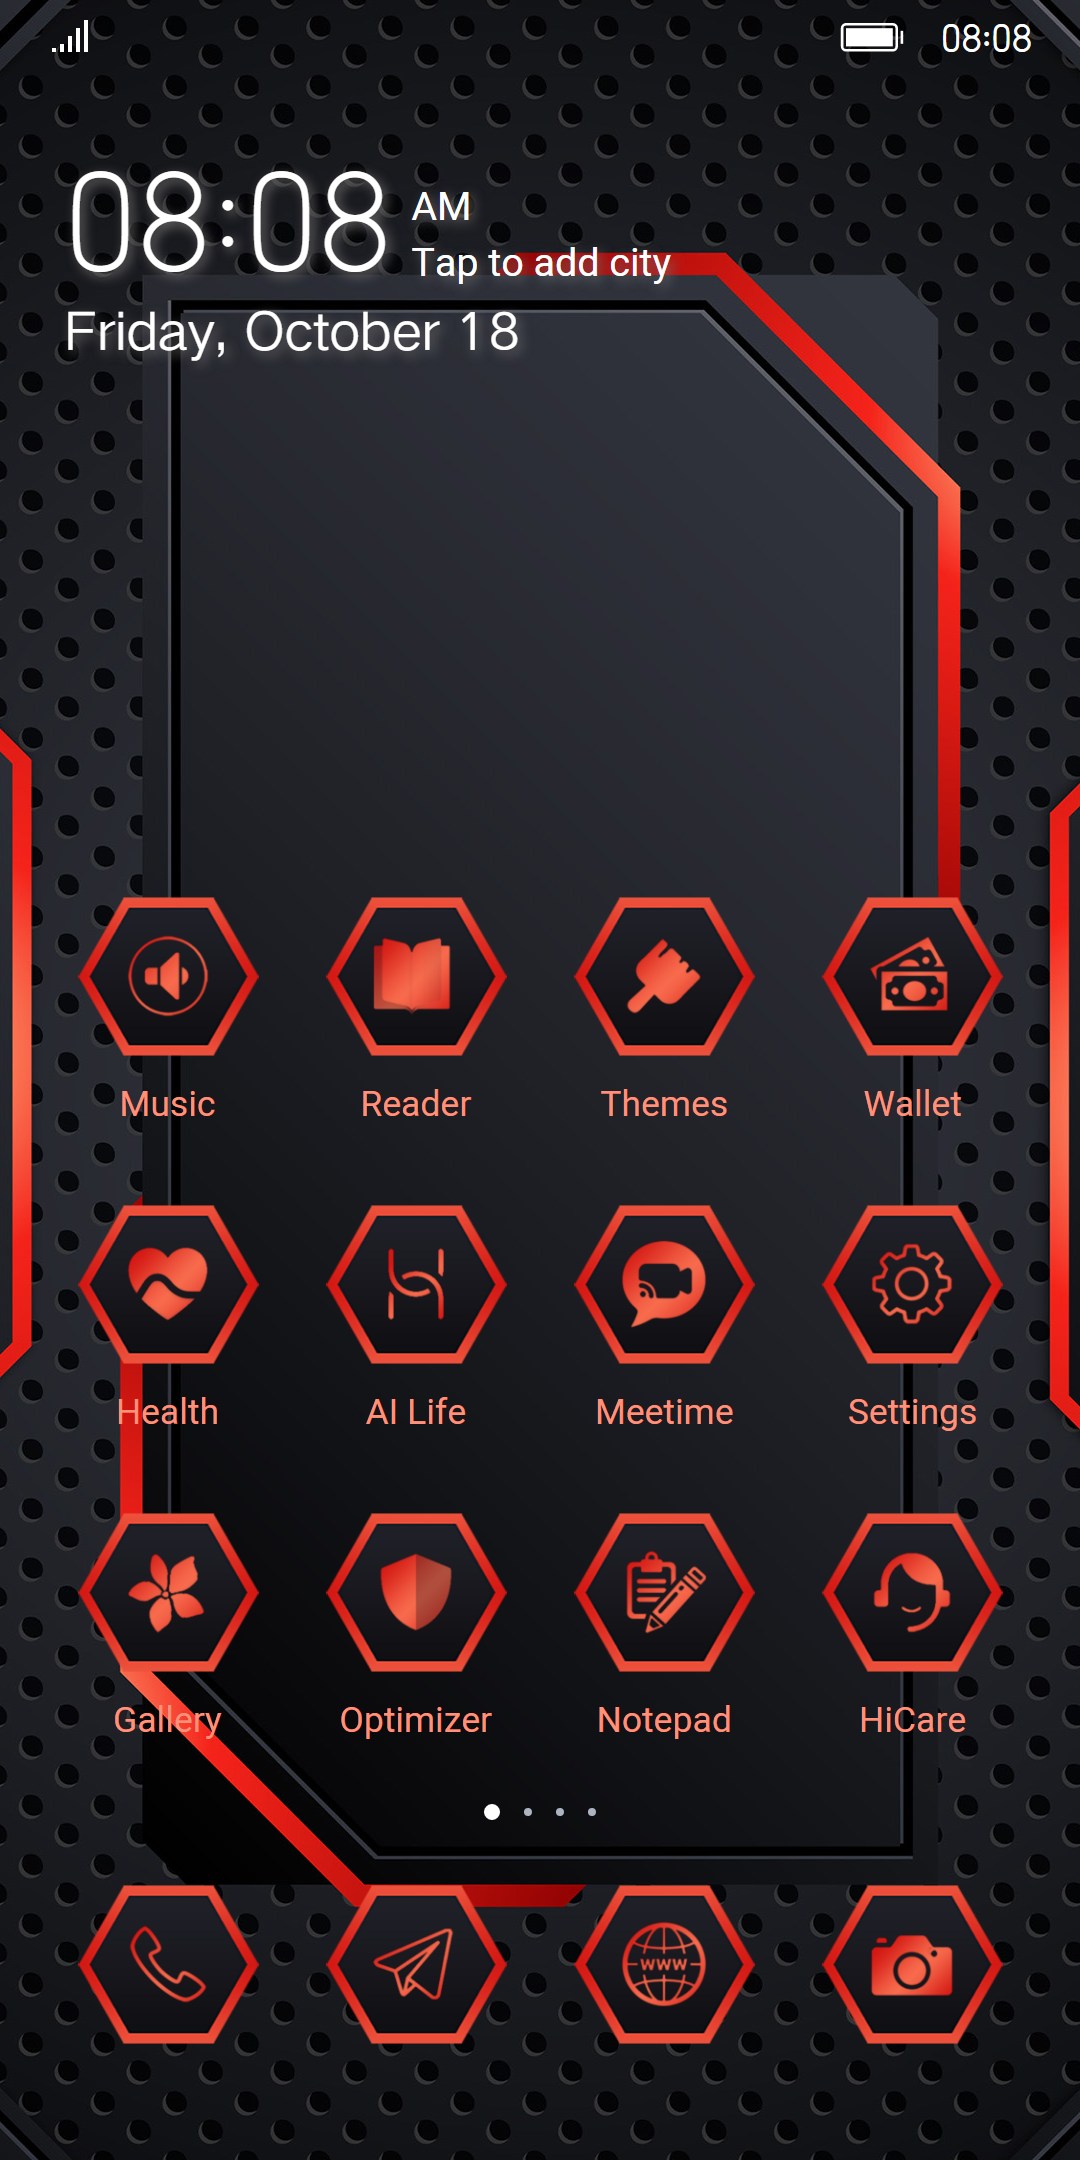 08:08
08:08 AM
Tap to add city
Friday, October 18
Music Reader Themes Wallet
Health AI Life Meetime Settings
Gallery Optimizer Notepad HiCare
WWW